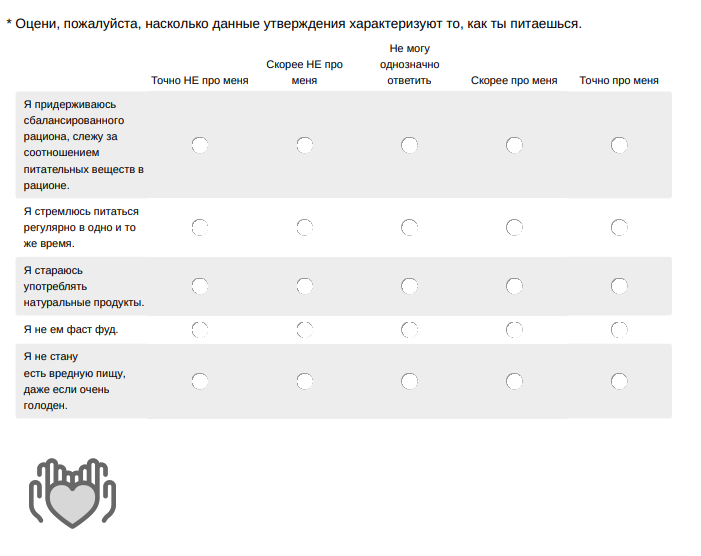 * Оцени, пожалуйста, насколько данные утверждения характеризуют то, как ты питаешься.
Точно НЕ про меня
Скорее НЕ про
меня
Не могу
однозначно
ответить
Скорее про меня
Точно про меня
Я придерживаюсь
сбалансированного
рациона, слежу за
соотношением
питательных веществ в
рационе.
Я стремлюсь питаться
регулярно в одно и то
же время.
Я стараюсь
употреблять
натуральные продукты.
Я не ем фаст фуд.
Я не стану
есть вредную пищу,
даже если очень
голоден.